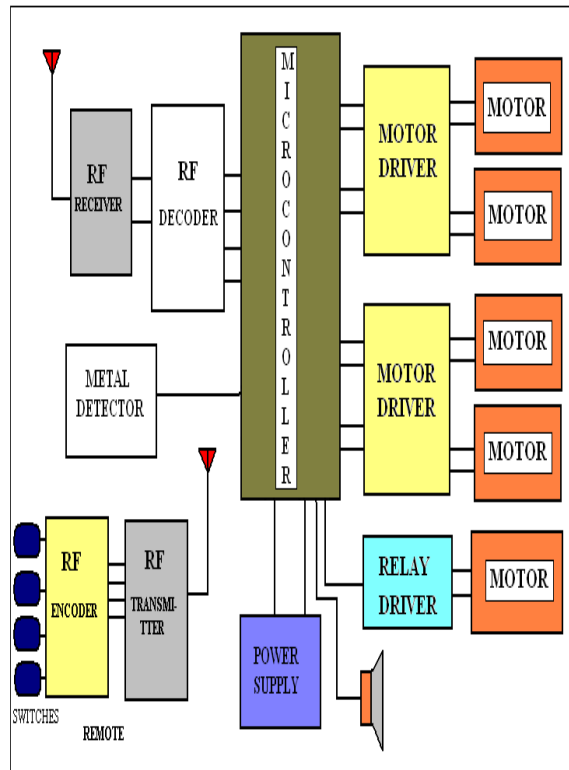 RF
RECEIVER
RF
DECODER
MICROCONTROLLER
MOTOR
DRIVER
MOTOR
MOTOR
METAL
DETECTOR
MOTOR
DRIVER
MOTOR
MOTOR
RF
ENCODER
RF
TRANSMI-
TTER
SWITCHES
REMOTE
POWER
SUPPLY
RELAY
DRIVER
MOTOR